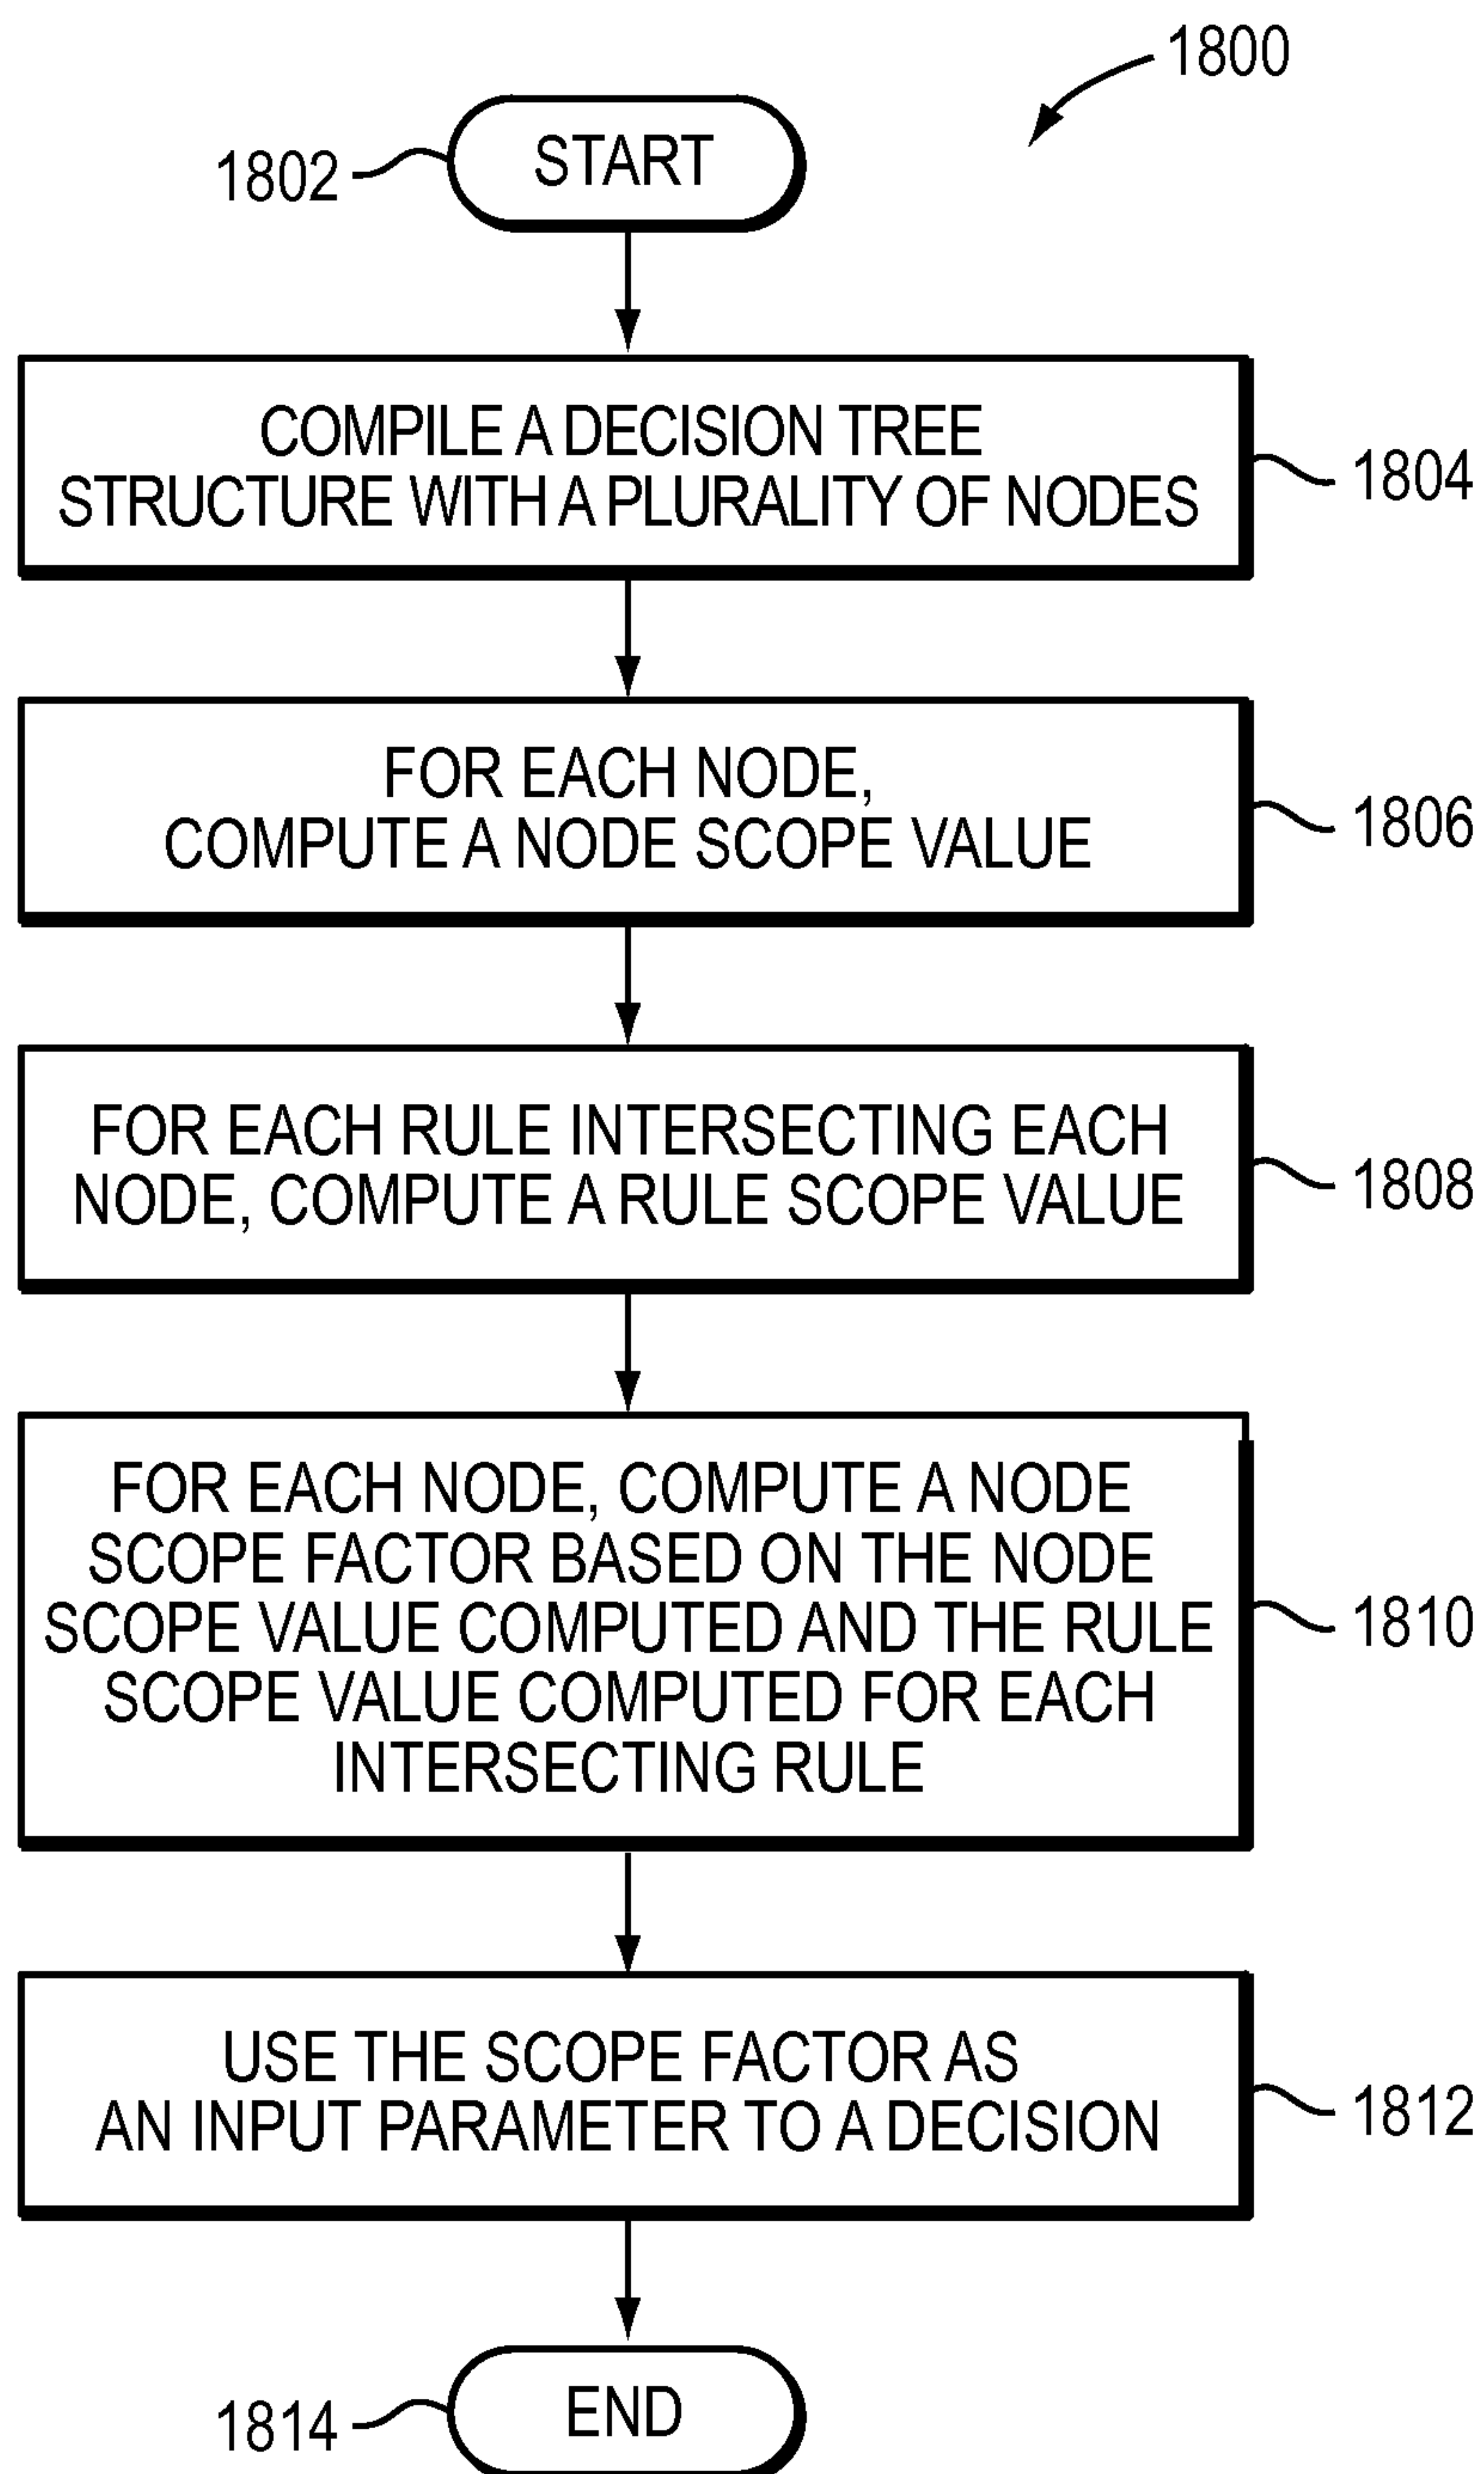 1800
1802
START
COMPILE A DECISION TREE
STRUCTURE WITH A PLURALITY OF NODES
1804
FOR EACH NODE,
COMPUTE A NODE SCOPE VALUE
1806
FOR EACH RULE INTERSECTING EACH
NODE, COMPUTE A RULE SCOPE VALUE
1808
FOR EACH NODE, COMPUTE A NODE
SCOPE FACTOR BASED ON THE NODE
SCOPE VALUE COMPUTED AND THE RULE
SCOPE VALUE COMPUTED FOR EACH
INTERSECTING RULE
1810
USE THE SCOPE FACTOR AS
AN INPUT PARAMETER TO A DECISION
1812
END
1814